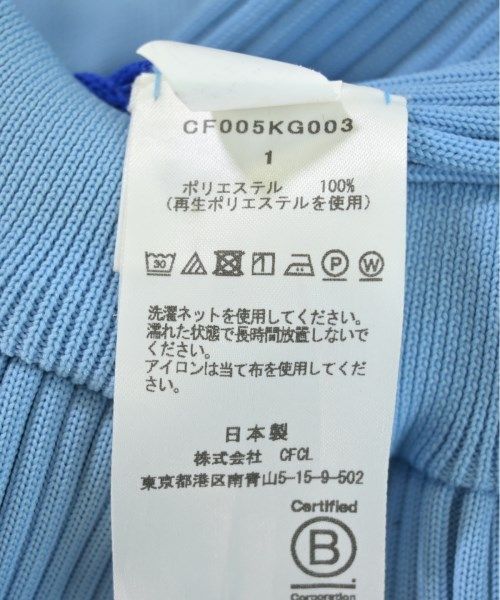 CF005KG003
1
ポリエステル 100%
(再生ポリエステルを使用)
30 P W
洗濯ネットを使用してください。
濡れた状態で長時間放置しないで
ください。
アイロンは当て布を使用してくだ
さい。
日本製
株式会社 CFCL
東京都港区南青山5-15-9-502
Certified
B
Corporation